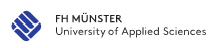 FH MÜNSTER
University of Applied Sciences